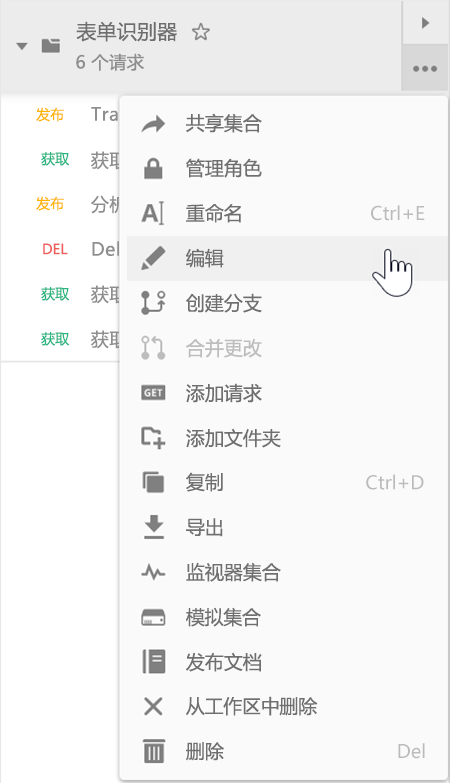 表单识别器
6 个请求
发布 Tra
获取 获取
发布 分析
DEL Del
获取 获取
获取 获取
共享集合
管理角色
重命名 Ctrl+E
编辑
创建分支
合并更改
GET 添加请求
添加文件夹
复制 Ctrl+D
导出
监视器集合
模拟集合
发布文档
从工作区中删除
删除 Del